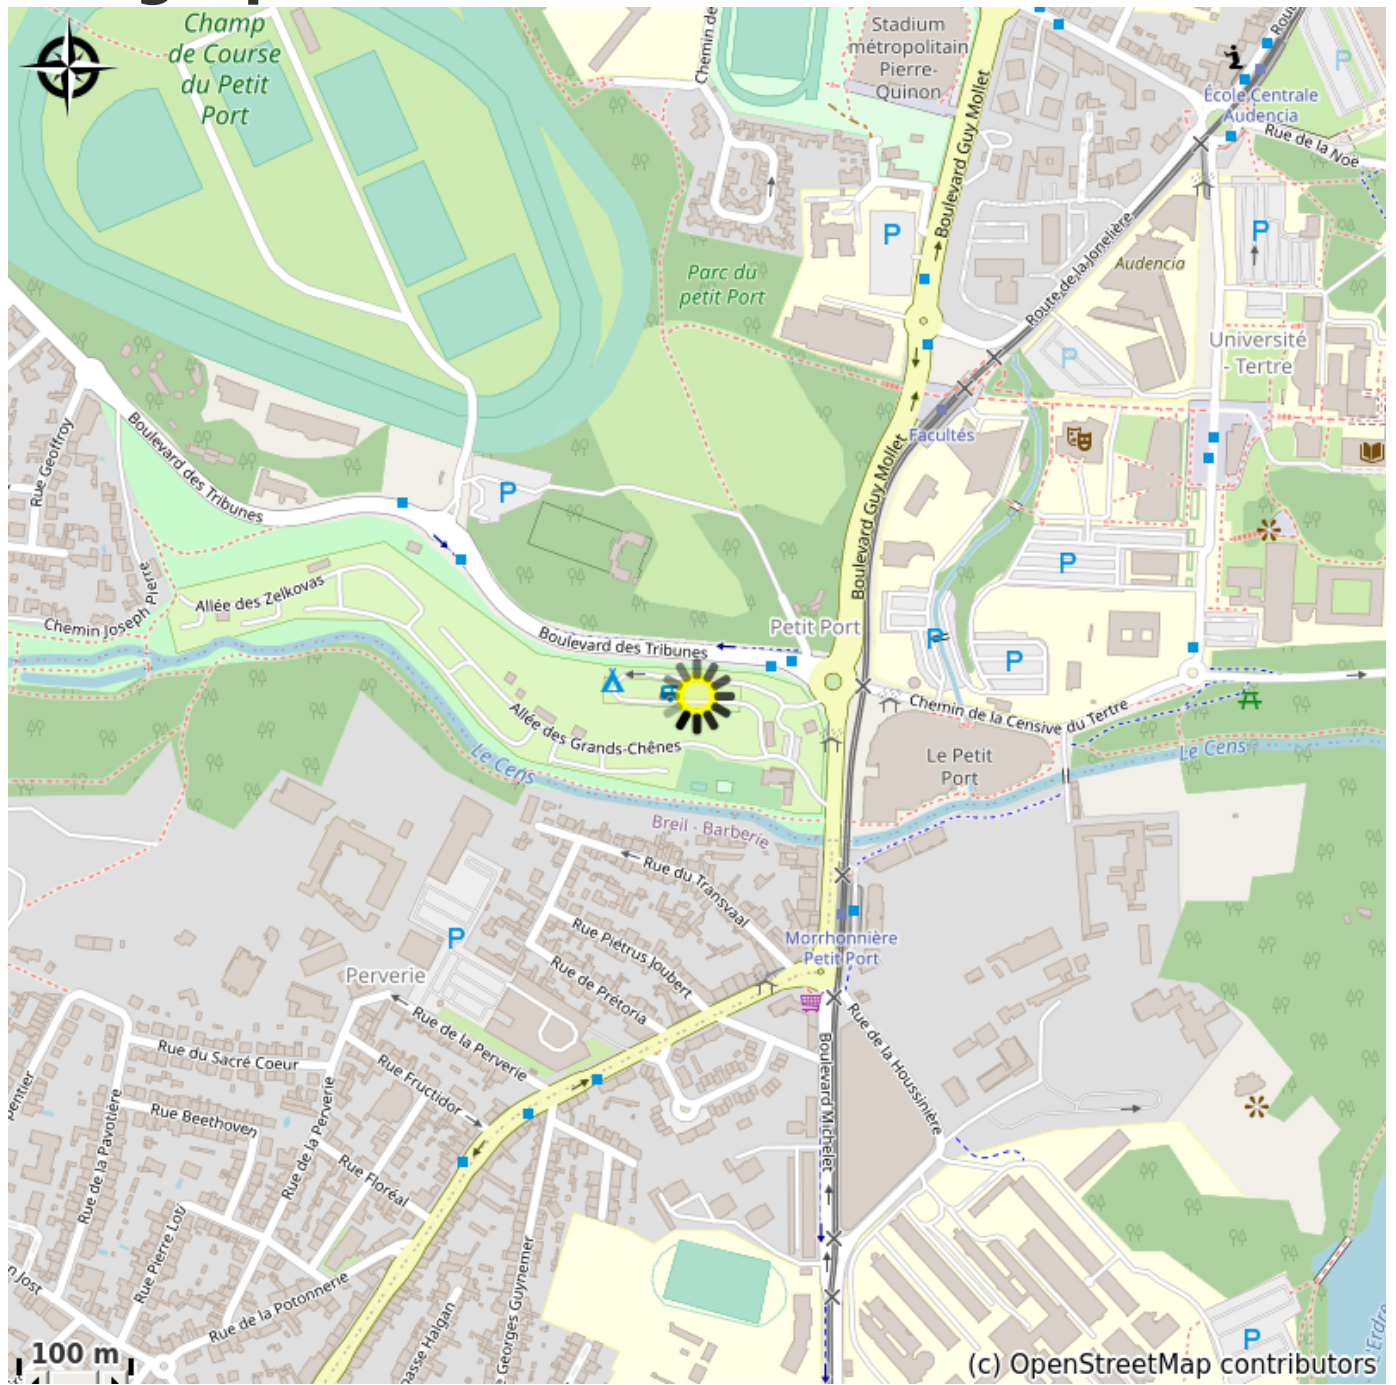 Champ
de Course
du Petit
Port
Chemin de
Stadium
métropolitain
Pierre-
Quinon
Boulevard Guy Mollet
École Centrale
Audencia
Rue de la Noë
P
P
P
Parc du
petit Port
Route de la Jonelière
Audencia
Université
- Tertre
P
Facultés
Rue Geoffroy
Boulevard des Tribunes
P
Boulevard Guy Mollet
P
Allée des Zelkovas
Chemin Joseph Pierre
Boulevard des Tribunes
Petit Port
P
P
Allée des Grands-Chênes
Chemin de la Censive du Tertre
Le Cens
Le Petit
Port
Le Cens
Breil - Barberie
Rue du Transvaal
Rue Pietrus Joubert
Rue de Prétoria
Morrhonnière
Petit Port
P
Perverie
Rue de la Perverie
Rue du Sacré Coeur
Rue Fructidor
Rue de la Houssinière
Boulevard Michelet
Rue Beethoven
Rue de la Pavotière
Rue de la Perverie
Rue Floréal
Rue Pierre Loti
Rue de la Potonnerie
Georges Guynemer
Halgan
Jost
P
L'Erdre
100 m
(c) OpenStreetMap contributors